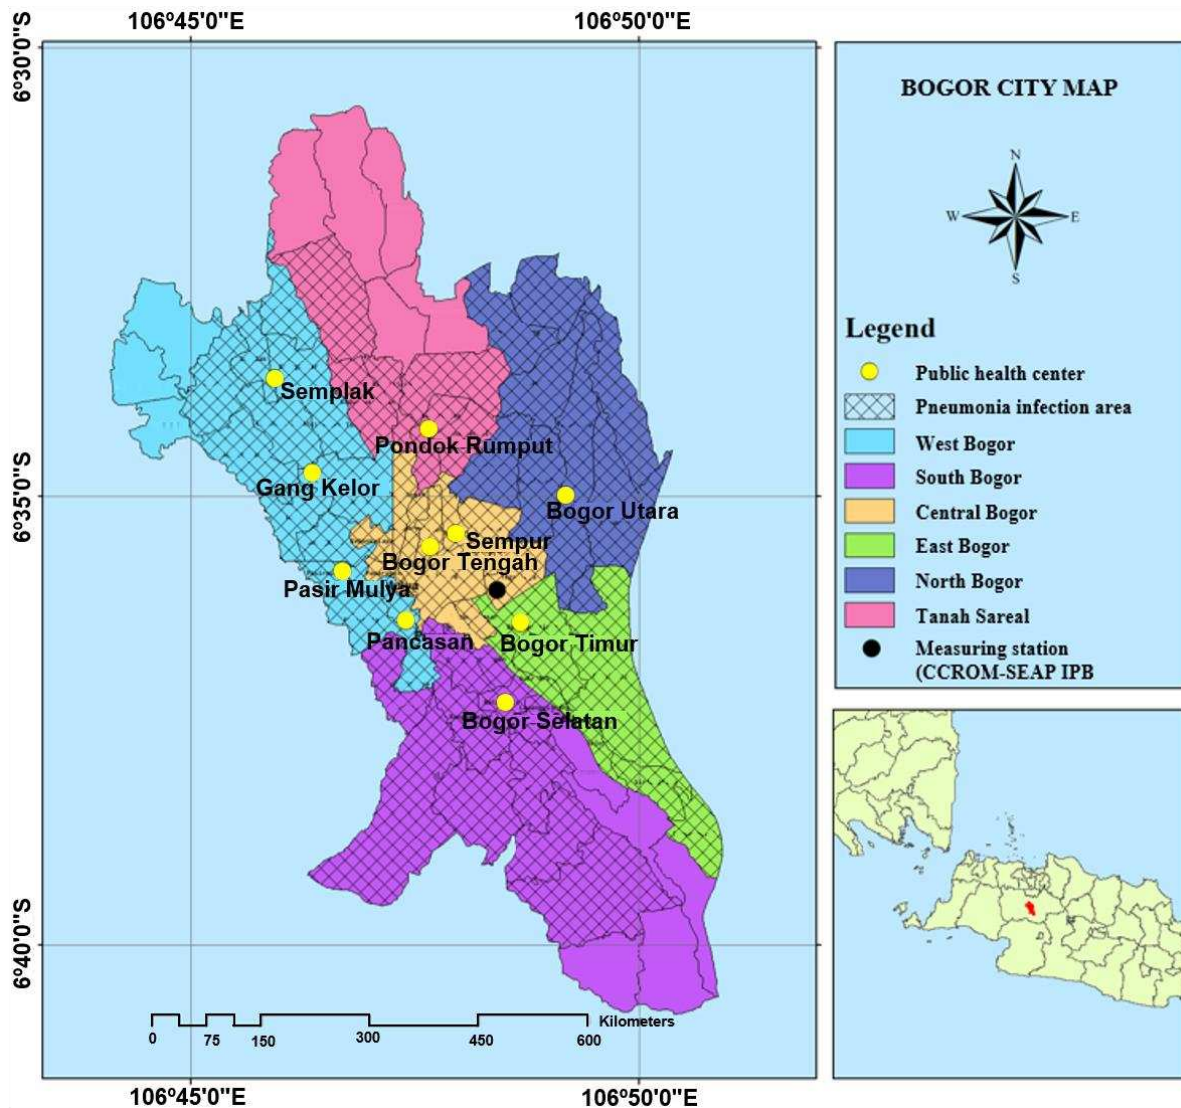 106°45'0"E
106°50'0"E
6°30'0"S
6°35'0"S
6°40'0"S
Semplak
Pondok Rumput
Gang Kelor
Bogor Utara
Sempur
Bogor Tengah
Pasir Mulya
Pancasan
Bogor Timur
Bogor Selatan
Kilometers
0
75
150
300
450
600
106°45'0"E
106°50'0"E
BOGOR CITY MAP
N
W
E
S
Legend
Public health center
Pneumonia infection area
West Bogor
South Bogor
Central Bogor
East Bogor
North Bogor
Tanah Sareal
Measuring station
(CCROM-SEAP IPB